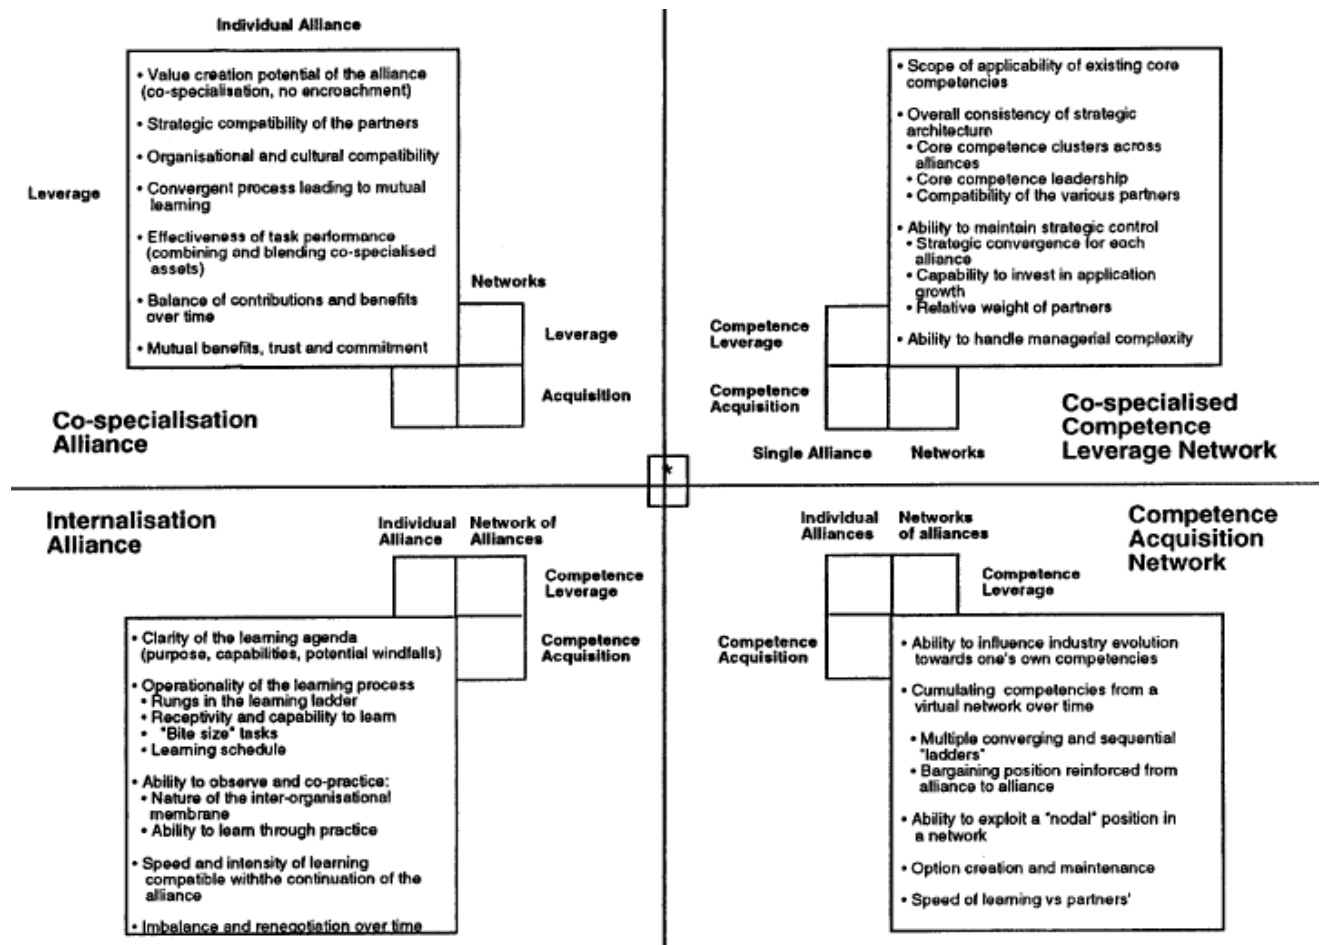 Individual Alliance
• Value creation potential of the alliance
(co-specialisation, no encroachment)
• Strategic compatibility of the partners
• Organisational and cultural compatibility
Leverage
• Convergent process leading to mutual
learning
• Effectiveness of task performance
(combining and blending co-specialised
assets)
• Balance of contributions and benefits
over time
• Mutual benefits, trust and commitment
Networks
Leverage
Acquisition
Co-specialisation
Alliance
• Scope of applicability of existing core
competencies
• Overall consistency of strategic
architecture
• Core competence clusters across
alliances
• Core competence leadership
• Compatibility of the various partners
• Ability to maintain strategic control
• Strategic convergence for each
alliance
• Capability to invest in application
growth
• Relative weight of partners
• Ability to handle managerial complexity
Competence
Leverage
Competence
Acquisition
Single Alliance
Networks
Co-specialised
Competence
Leverage Network
*
Internalisation
Alliance
Individual
Alliance
Network of
Alliances
Competence
Leverage
Competence
Acquisition
• Clarity of the learning agenda
(purpose, capabilities, potential windfalls)
• Operationality of the learning process
• Rungs in the learning ladder
• Receptivity and capability to learn
• "Bite size" tasks
• Learning schedule
• Ability to observe and co-practice:
• Nature of the inter-organisational
membrane
• Ability to learn through practice
• Speed and intensity of learning
compatible withthe continuation of the
alliance
• Imbalance and renegotiation over time
Individual
Alliances
Networks
of alliances
Competence
Acquisition
Network
Competence
Leverage
Competence
Acquisition
• Ability to influence industry evolution
towards one's own competencies
• Cumulating competencies from a
virtual network over time
• Multiple converging and sequential
"ladders"
• Bargaining position reinforced from
alliance to alliance
• Ability to exploit a "nodal" position in
a network
• Option creation and maintenance
• Speed of learning vs partners'